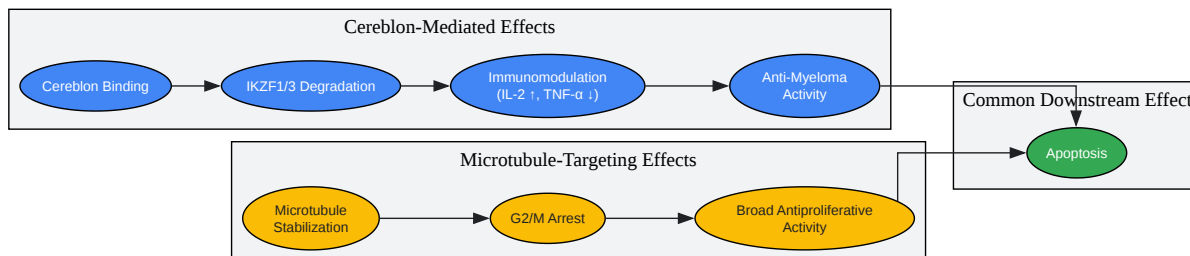 Cereblon-Mediated Effects
Cereblon Binding
IKZF1/3 Degradation
Immunomodulation
(IL-2 ↑, TNF-α ↓)
Anti-Myeloma
Activity
Common Downstream Effect
Apoptosis
Microtubule-Targeting Effects
Microtubule
Stabilization
G2/M Arrest
Broad Antiproliferative
Activity